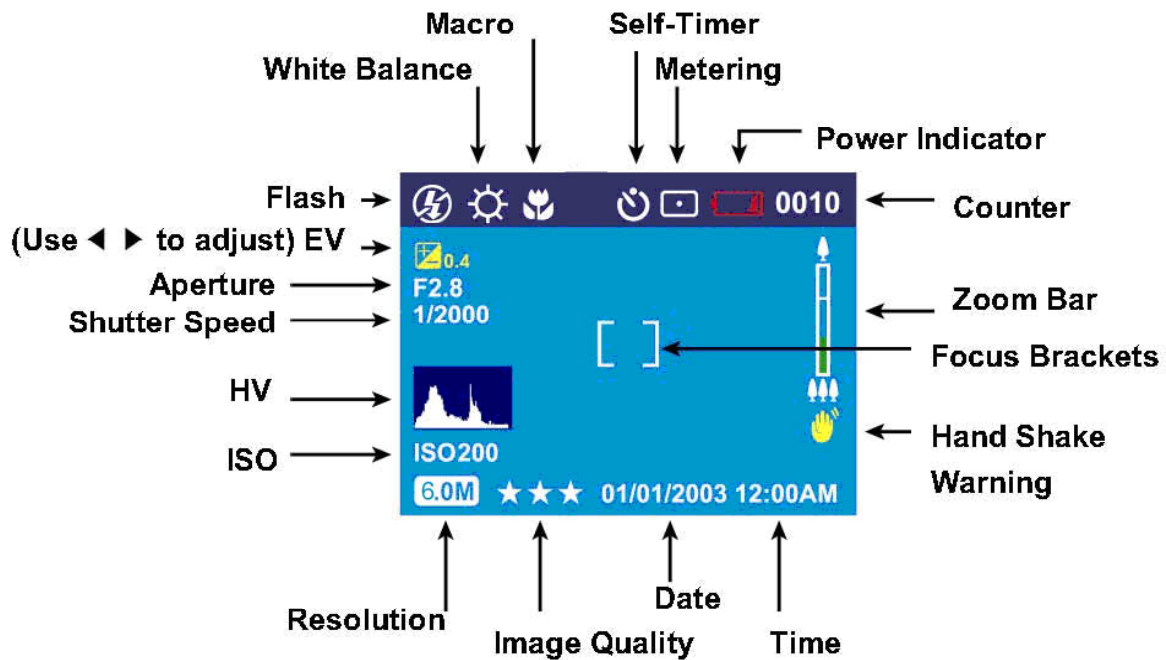 Macro
Self-Timer
White Balance
Metering
Power Indicator
Flash
0010
Counter
(Use ◀ ▶ to adjust) EV
0.4
Aperture
F2.8
Zoom Bar
Shutter Speed
1/2000
Focus Brackets
HV
ISO
ISO200
Hand Shake
Warning
6.0M ★★★ 01/01/2003 12:00AM
Resolution
Date
Image Quality
Time